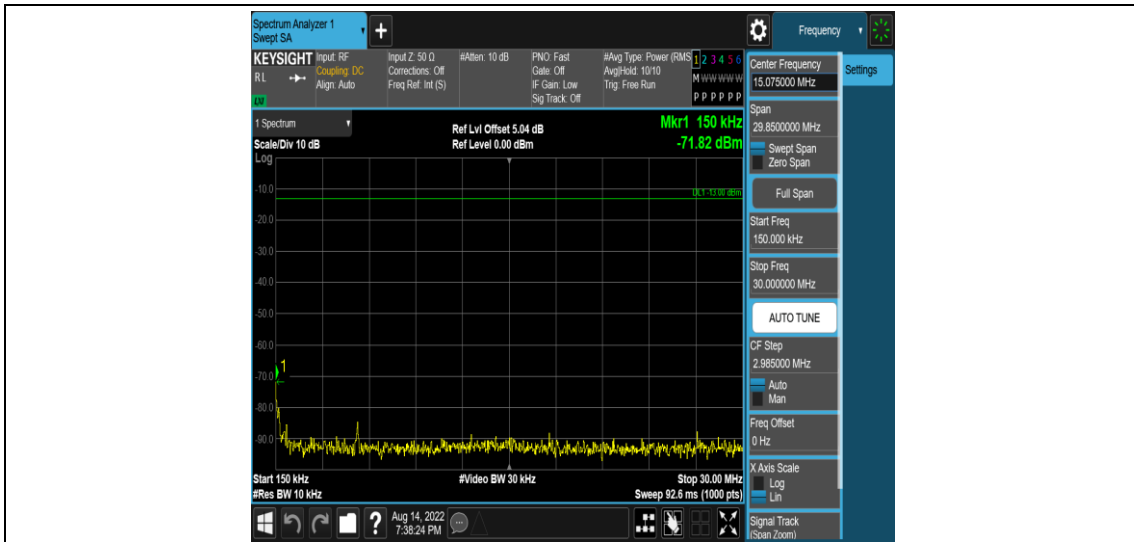 Spectrum Analyzer 1
Swept SA
+
Frequency
KEYSIGHT
RL
LXI
Input: RF
Coupling: DC
Align: Auto
Input Z: 50 Ω
Corrections: Off
Freq Ref: Int (S)
#Atten: 10 dB
PNO: Fast
Gate: Off
IF Gain: Low
Sig Track: Off
#Avg Type: Power (RMS
Avg|Hold: 10/10
Trig: Free Run
1 2 3 4 5 6
M W W W W W
P P P P P P
1 Spectrum
Scale/Div 10 dB
Ref Lvl Offset 5.04 dB
Ref Level 0.00 dBm
Mkr1 150 kHz
-71.82 dBm
Log
DL1 -13.00 dBm
-10.0
-20.0
-30.0
-40.0
-50.0
-60.0
1
-70.0
-80.0
-90.0
Start 150 kHz
#Video BW 30 kHz
Stop 30.00 MHz
#Res BW 10 kHz
Sweep 92.6 ms (1000 pts)
?
Aug 14, 2022
7:38:24 PM
Center Frequency
15.075000 MHz
Settings
Span
29.8500000 MHz
Swept Span
Zero Span
Full Span
Start Freq
150.000 kHz
Stop Freq
30.000000 MHz
AUTO TUNE
CF Step
2.985000 MHz
Auto
Man
Freq Offset
0 Hz
X Axis Scale
Log
Lin
Signal Track
(Span Zoom)